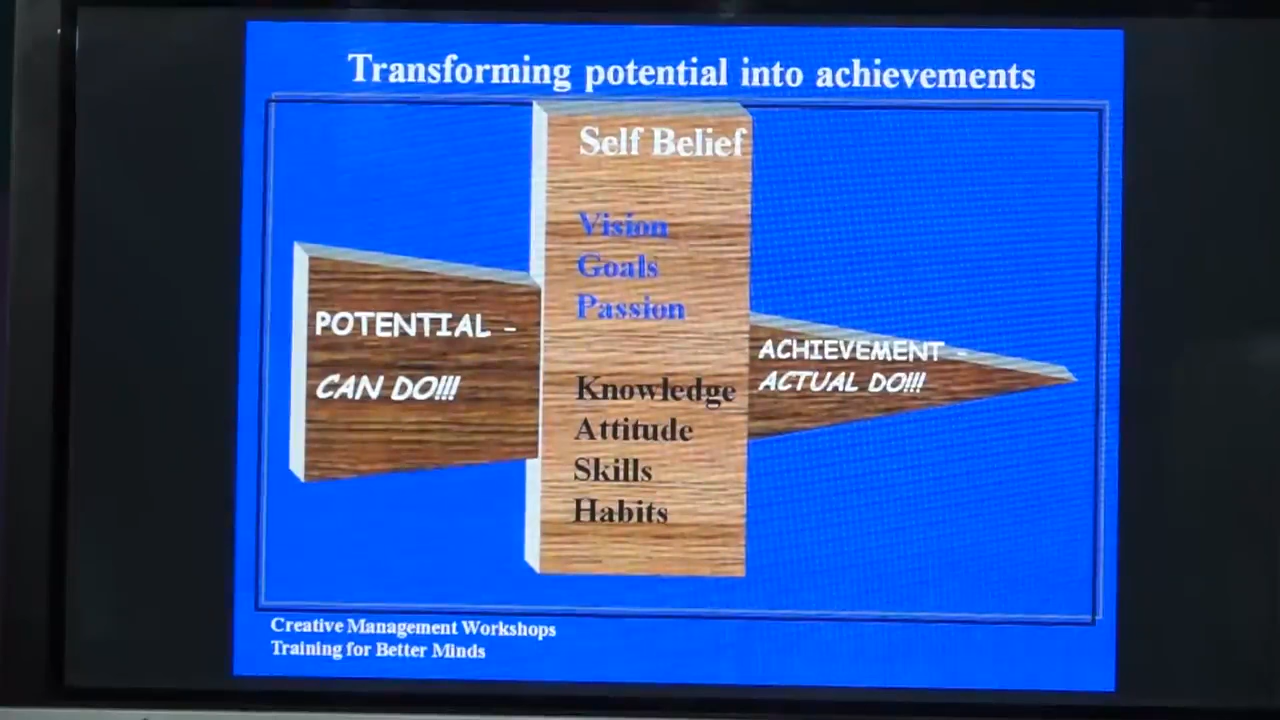 Transforming potential into achievements
Self Belief
Vision
Goals
Passion
Knowledge
Attitude
Skills
Habits
POTENTIAL -
CAN DO!!!
ACHIEVEMENT -
ACTUAL DO!!!
Creative Management Workshops
Training for Better Minds